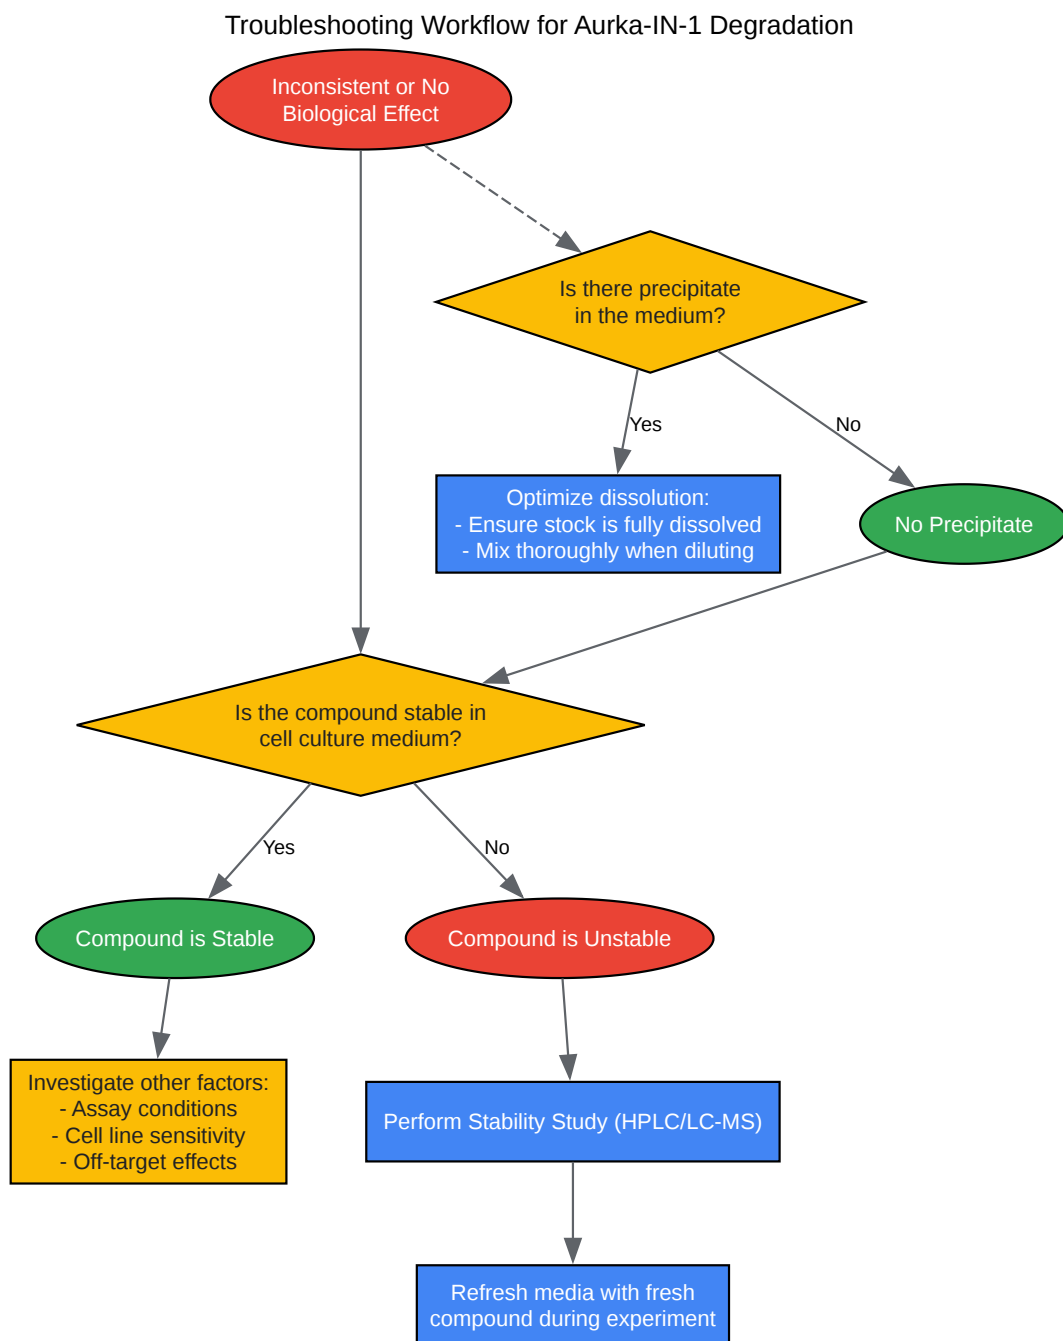 Troubleshooting Workflow for Aurka-IN-1 Degradation
Inconsistent or No
Biological Effect
Is there precipitate
in the medium?
Yes
No
Optimize dissolution:
- Ensure stock is fully dissolved
- Mix thoroughly when diluting
No Precipitate
Is the compound stable in
cell culture medium?
Yes
No
Compound is Stable
Compound is Unstable
Investigate other factors:
- Assay conditions
- Cell line sensitivity
- Off-target effects
Perform Stability Study (HPLC/LC-MS)
Refresh media with fresh
compound during experiment